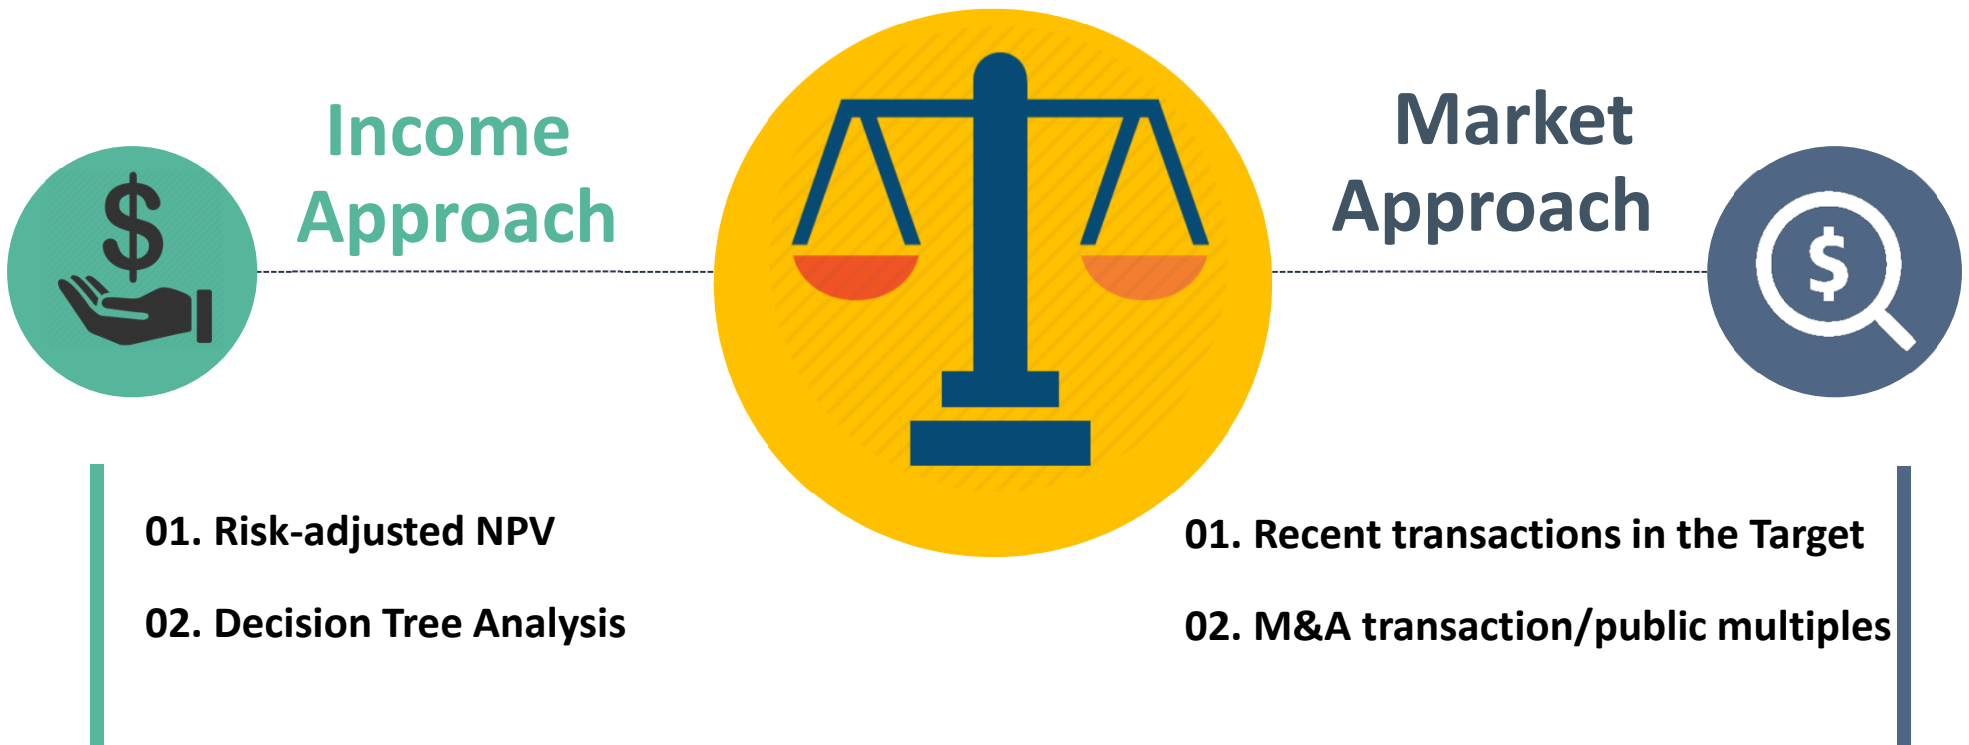 Income
Approach
$
01. Risk-adjusted NPV
02. Decision Tree Analysis
Market
Approach
$
01. Recent transactions in the Target
02. M&A transaction/public multiples